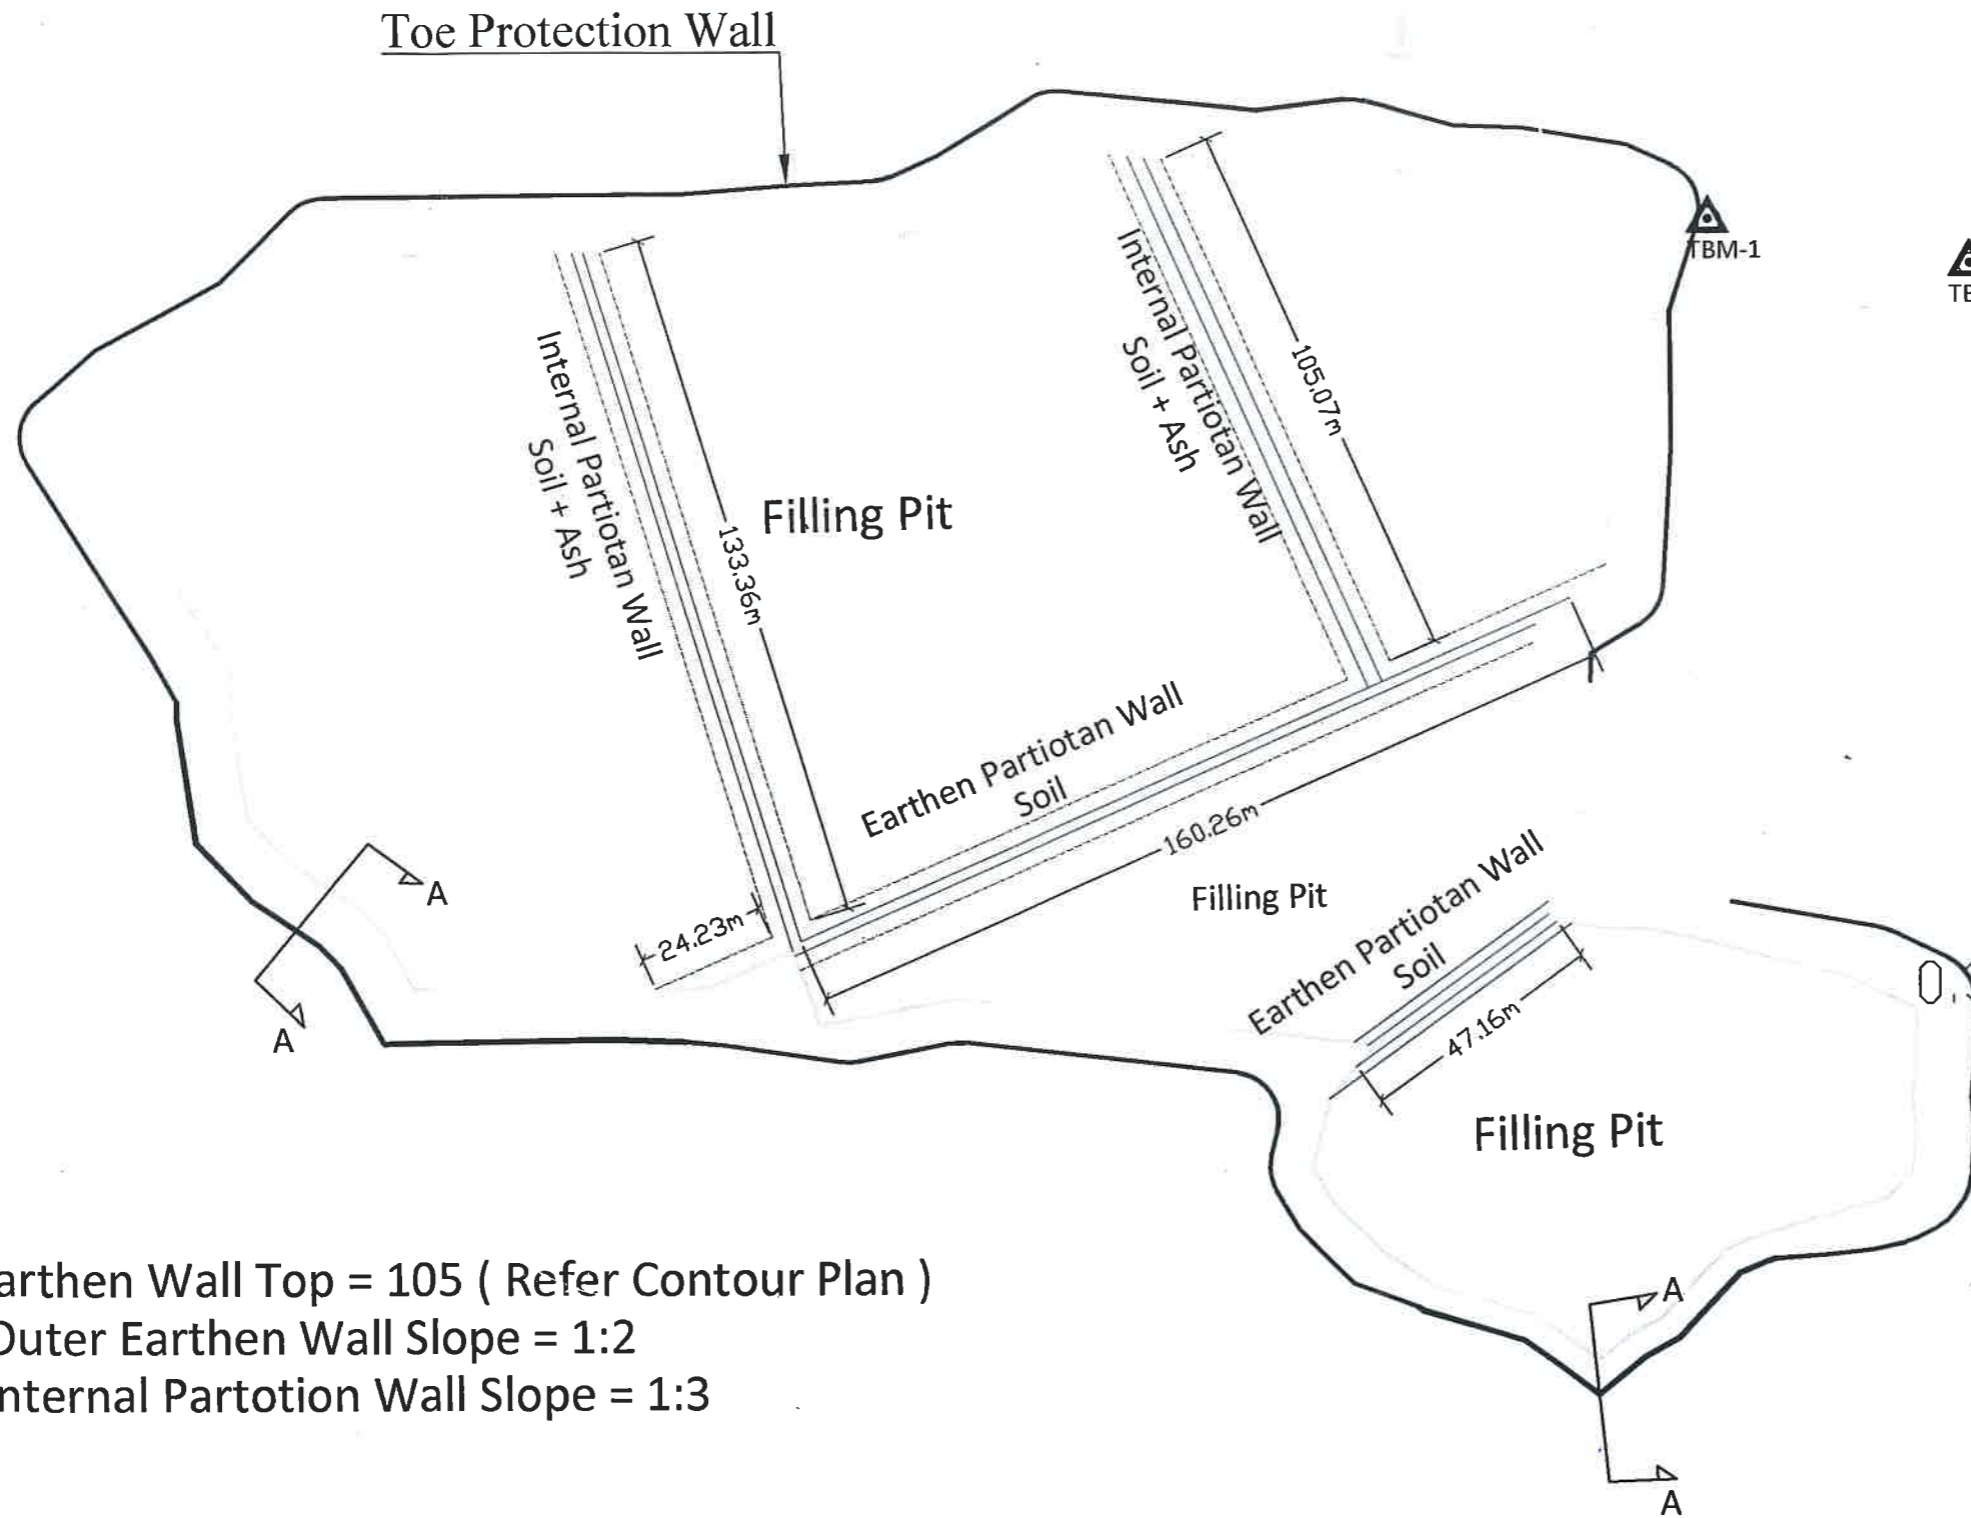 Toe Protection Wall
TBM-1
Internal Partiotan Wall
Soil + Ash
105.07m
Internal Partiotan Wall
Soil + Ash
133.36m
Filling Pit
Earthen Partiotan Wall
Soil
160.26m
24.23m
A
A
Filling Pit
Earthen Partiotan Wall
Soil
47.16m
Filling Pit
arthen Wall Top = 105 ( Refer Contour Plan )
Outer Earthen Wall Slope = 1:2
nternal Partotion Wall Slope = 1:3
A
A